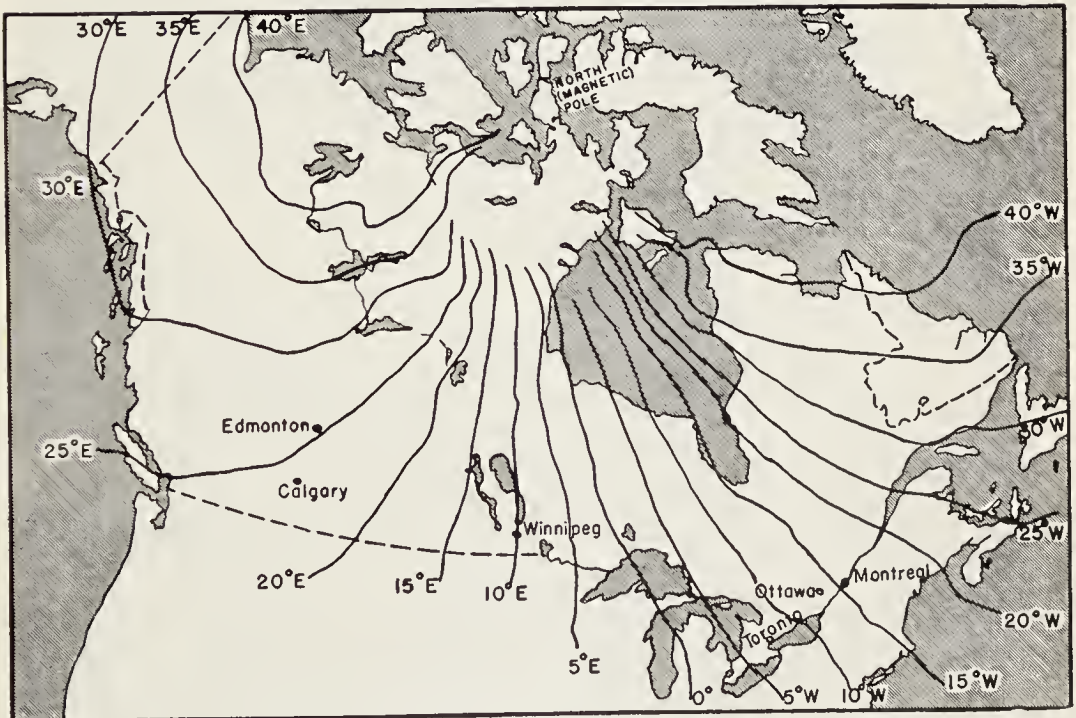 30°E 35°E 40°E
NORTH
(MAGNETIC)
POLE
30°E
40°W
35°W
Edmonton
25°E
Calgary
30°W
Winnipeg
25°W
20°E
15°E
10°E
Ottawa
Montreal
Toronto
20°W
5°E
0°
5°W
10°W
15°W